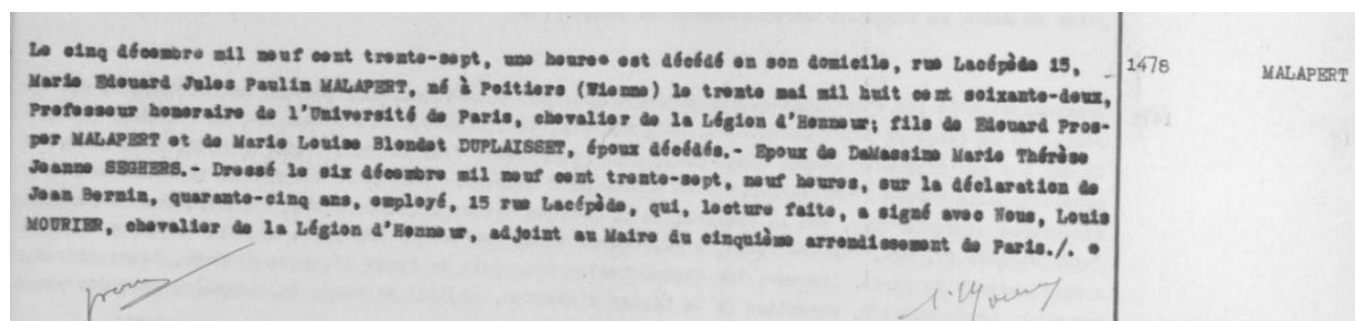 Le cinq décembre mil neuf cent trente-sept, une heures est décédé en son domicile, rue Lacépède 15,
Marie Edouard Jules Paulin MALAPERT, né à Poitiers (Vienne) le trente mai mil huit cent soixante-deux,
Professeur honoraire de l'Université de Paris, chevalier de la Légion d'Honneur; fils de Edouard Pros-
per MALAPERT et de Marie Louise Blondet DUPLAISSET, époux décédés.- Epoux de DaMassine Marie Thérèse
Jeanne SEGHERS.- Dressé le six décembre mil neuf cent trente-sept, neuf heures, sur la déclaration de
Jean Bernin, quarante-cinq ans, employé, 15 rue Lacépède, qui, lecture faite, a signé avec Nous, Louis
MOURIER, chevalier de la Légion d'Honneur, adjoint au Maire du cinquième arrondissement de Paris./.
1478 MALAPERT